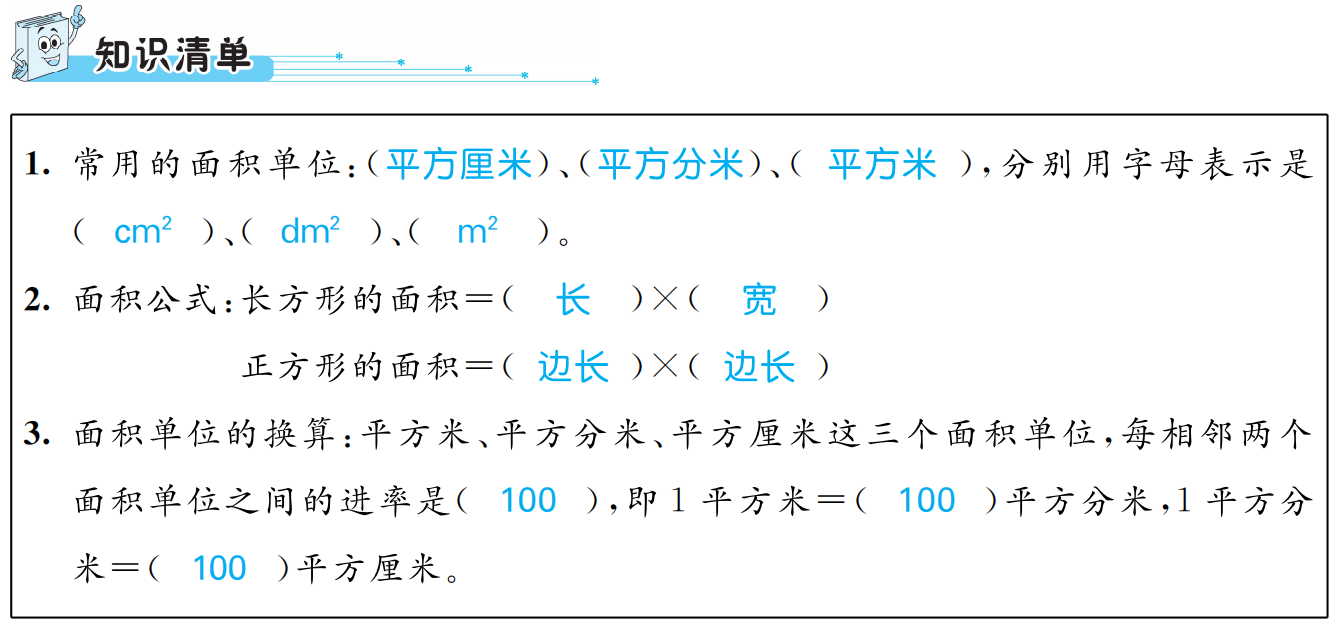 知识清单
1. 常用的面积单位:(平方厘米)、(平方分米)、( 平方米 ),分别用字母表示是
( cm² )、( dm² )、( m² )。
2. 面积公式:长方形的面积=( 长 )×( 宽 )
正方形的面积=( 边长 )×( 边长 )
3. 面积单位的换算:平方米、平方分米、平方厘米这三个面积单位,每相邻两个
面积单位之间的进率是( 100 ),即 1 平方米=( 100 )平方分米,1 平方分
米=( 100 )平方厘米。